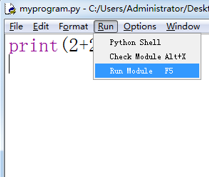 myprogram.py - C:/Users/Administrator/Deskt
File Edit Format Run Options Window
print(2+2
Python Shell
Check Module Alt+X
Run Module F5